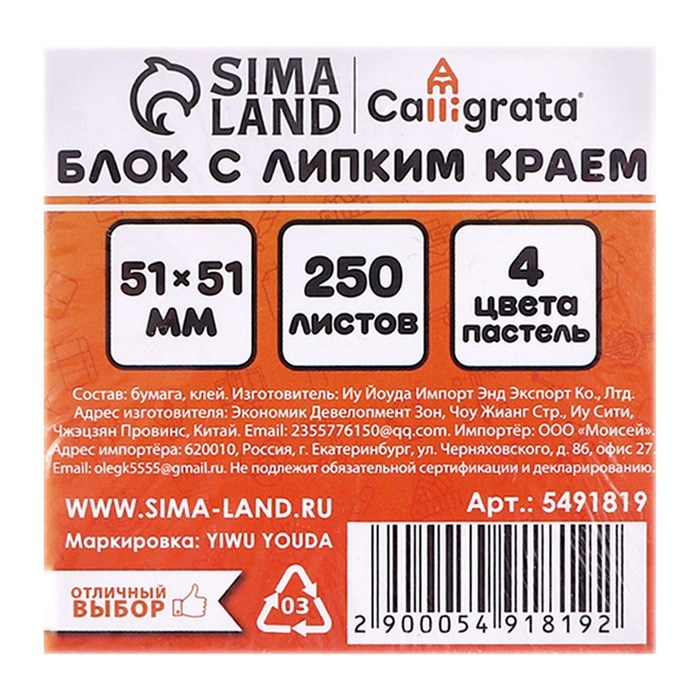 SIMA LAND
Calligrata®
БЛОК С ЛИПКИМ КРАЕМ
51×51 ММ
250 ЛИСТОВ
4 ЦВЕТА ПАСТЕЛЬ
Состав: бумага, клей. Изготовитель: Иу Йоуда Импорт Энд Экспорт Ко., Лтд.
Адрес изготовителя: Экономик Девелопмент Зон, Чоу Жианг Стр., Иу Сити,
Чжэцзян Провинс, Китай. Email: 2355776150@qq.com. Импортёр: ООО «Моисей».
Адрес импортёра: 620010, Россия, г. Екатеринбург, ул. Черняховского, д. 86, офис 27.
Email: olegk5555@gmail.ru. Не подлежит обязательной сертификации и декларированию.
WWW.SIMA-LAND.RU
Арт.: 5491819
Маркировка: YIWU YOUDA
ОТЛИЧНЫЙ
ВЫБОР
03
2 900054 918192